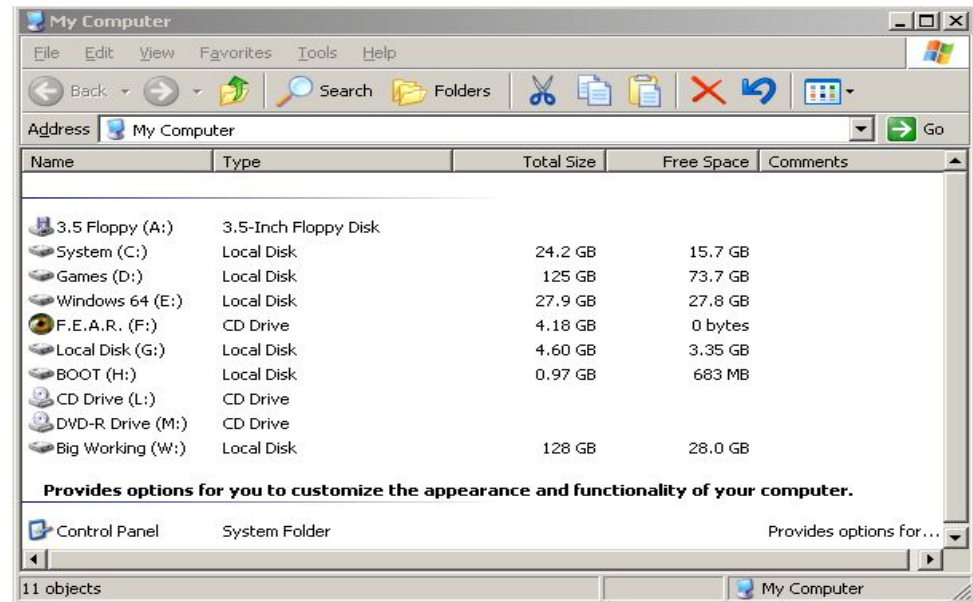 My Computer
File Edit View Favorites Tools Help
Back Search Folders
Address My Computer Go
Name Type Total Size Free Space Comments
3.5 Floppy (A:) 3.5-Inch Floppy Disk
System (C:) Local Disk 24.2 GB 15.7 GB
Games (D:) Local Disk 125 GB 73.7 GB
Windows 64 (E:) Local Disk 27.9 GB 27.8 GB
F.E.A.R. (F:) CD Drive 4.18 GB 0 bytes
Local Disk (G:) Local Disk 4.60 GB 3.35 GB
BOOT (H:) Local Disk 0.97 GB 683 MB
CD Drive (L:) CD Drive
DVD-R Drive (M:) CD Drive
Big Working (W:) Local Disk 128 GB 28.0 GB
Provides options for you to customize the appearance and functionality of your computer.
Control Panel System Folder Provides options for...
11 objects My Computer